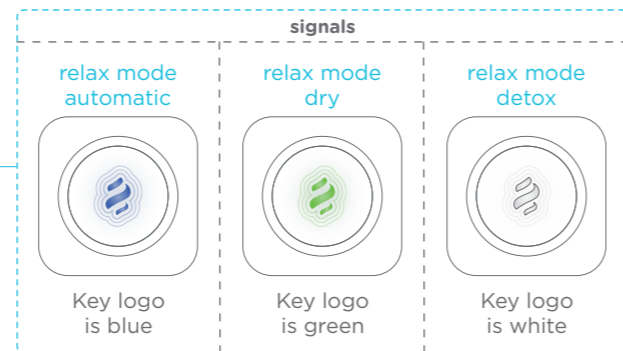 signals
relax mode
automatic
relax mode
dry
relax mode
detox
Key logo
is blue
Key logo
is green
Key logo
is white